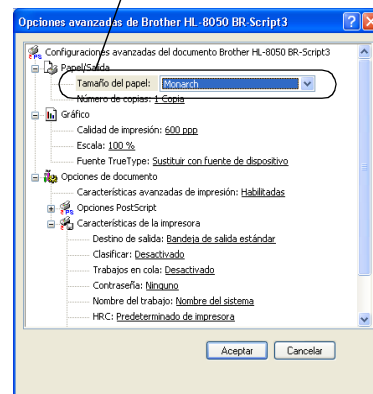 Opciones avanzadas de Brother HL-8050 BR-Script3
Configuraciones avanzadas del documento Brother HL-8050 BR-Script3
Papel/Salida
Tamaño del papel: Monarch
Número de copias: 1 Copia
Gráfico
Calidad de impresión: 600 ppp
Escala: 100 %
Fuente TrueType: Sustituir con fuente de dispositivo
Opciones de documento
Características avanzadas de impresión: Habilitadas
Opciones PostScript
Características de la impresora
Destino de salida: Bandeja de salida estándar
Clasificar: Desactivado
Trabajos en cola: Desactivado
Contraseña: Ninguno
Nombre del trabajo: Nombre del sistema
HRC: Predeterminado de impresora
Aceptar Cancelar